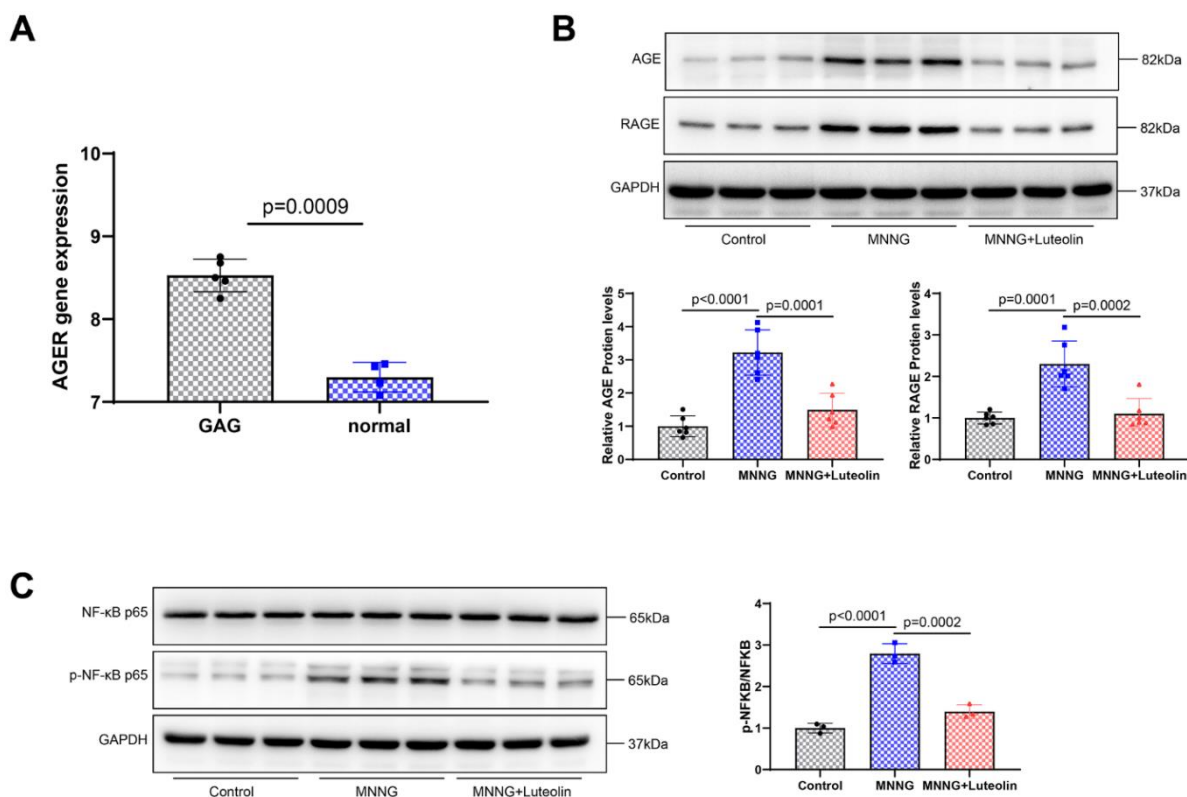 A
AGER gene expression
10
9
8
7
p=0.0009
GAG
normal
B
AGE
82kDa
RAGE
82kDa
GAPDH
37kDa
Control
MNNG
MNNG+Luteolin
Relative AGE Protien levels
5
4
3
2
1
0
p<0.0001
p=0.0001
Control
MNNG
MNNG+Luteolin
Relative RAGE Protien levels
4
3
2
1
0
p=0.0001
p=0.0002
Control
MNNG
MNNG+Luteolin
C
NF-κB p65
65kDa
p-NF-κB p65
65kDa
GAPDH
37kDa
Control
MNNG
MNNG+Luteolin
p-NFKB/NFKB
4
3
2
1
0
p<0.0001
p=0.0002
Control
MNNG
MNNG+Luteolin